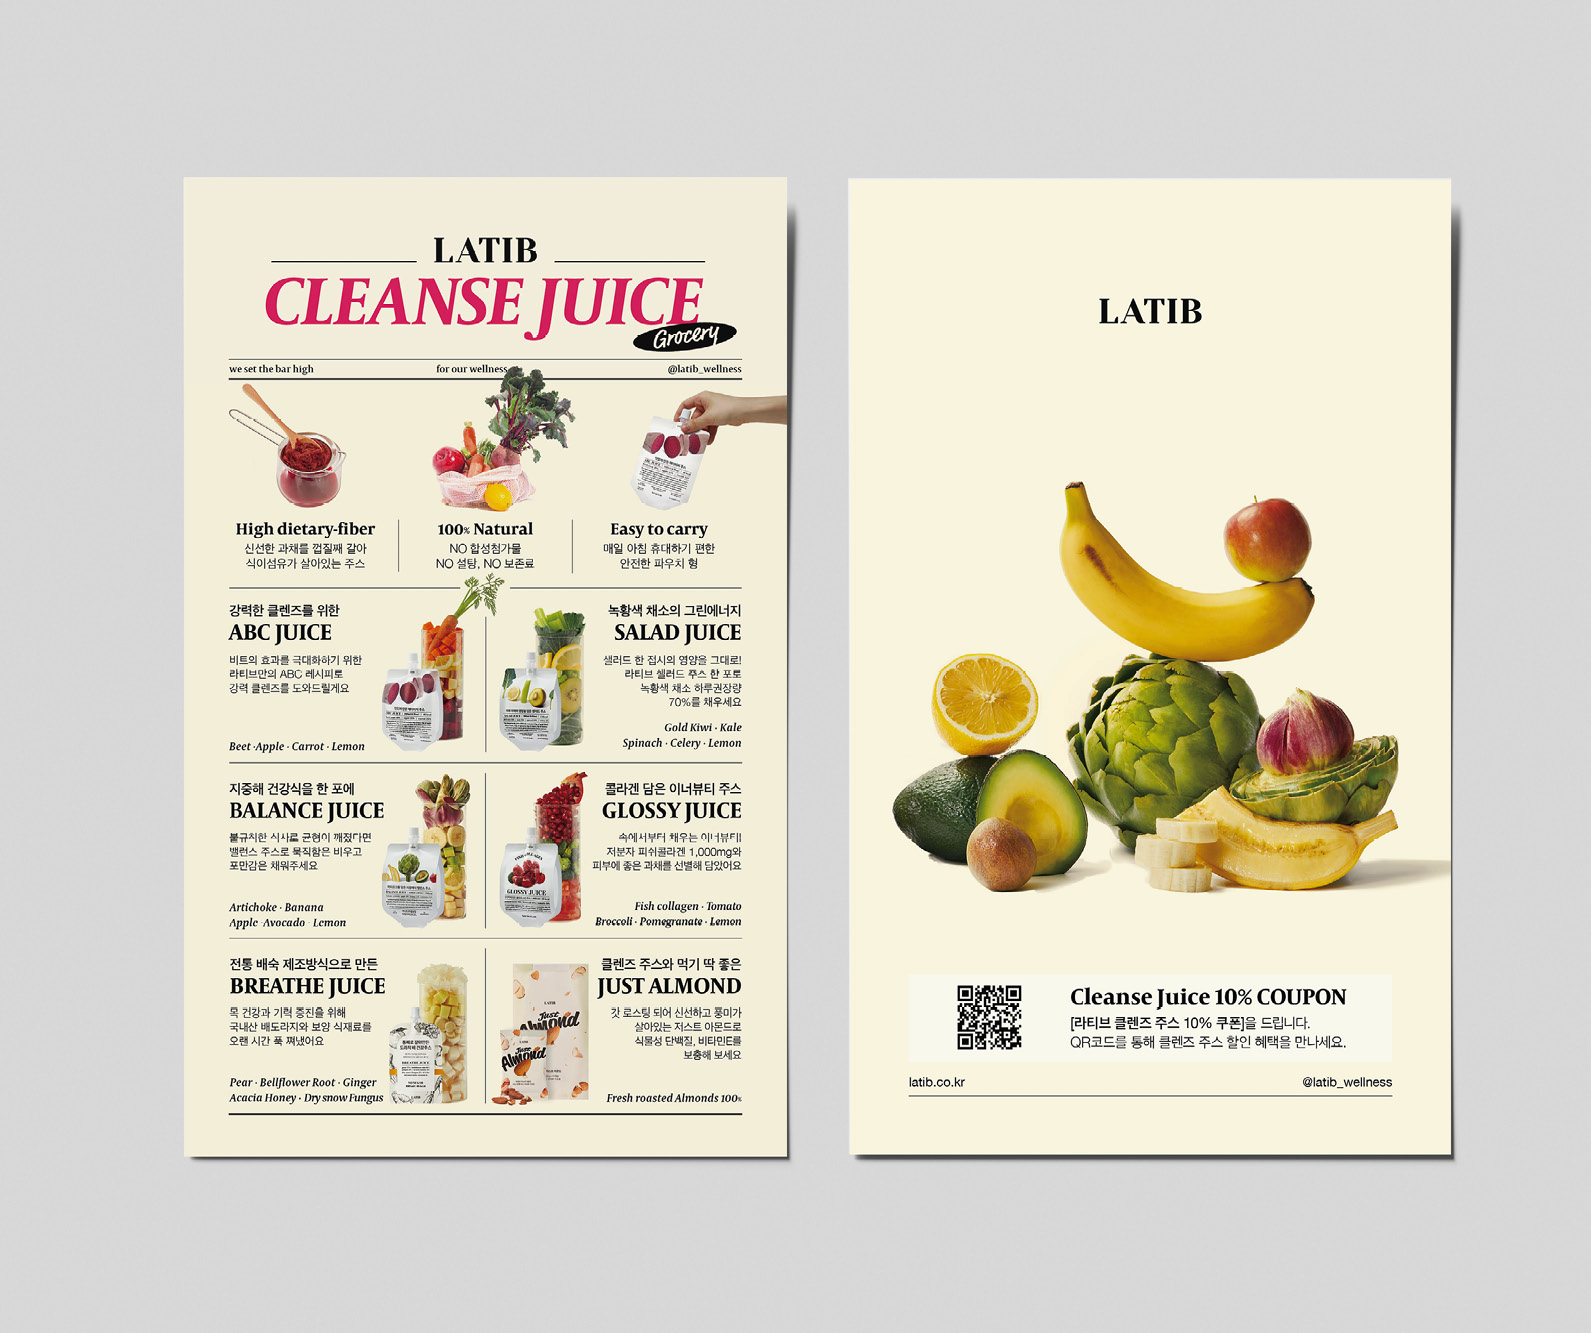 LATIB
CLEANSE JUICE
Grocery
we set the bar high
for our wellness
@latib_wellness
High dietary-fiber
신선한 과채를 껍질째 갈아
식이섬유가 살아있는 주스
100% Natural
NO 합성첨가물
NO 설탕, NO 보존료
Easy to carry
매일 아침 휴대하기 편한
안전한 파우치 형
강력한 클렌즈를 위한
ABC JUICE
비트의 효과를 극대화하기 위한
라티브만의 ABC 레시피로
강력 클렌즈를 도와드릴게요
Beet · Apple · Carrot · Lemon
녹황색 채소의 그린에너지
SALAD JUICE
샐러드 한 접시의 영양을 그대로!
라티브 샐러드 주스 한 포로
녹황색 채소 하루권장량
70%를 채우세요
Gold Kiwi · Kale
Spinach · Celery · Lemon
지중해 건강식을 한 포에
BALANCE JUICE
불규칙한 식사로 균형이 깨졌다면
밸런스 주스로 묵직함은 비우고
포만감은 채워주세요
Artichoke · Banana
Apple · Avocado · Lemon
콜라겐 담은 이너뷰티 주스
GLOSSY JUICE
속에서부터 채우는 이너뷰티!
저분자 피쉬콜라겐 1,000mg와
피부에 좋은 과채를 선별해 담았어요
GLOSSY JUICE
Fish collagen · Tomato
Broccoli · Pomegranate · Lemon
전통 배숙 제조방식으로 만든
BREATHE JUICE
목 건강과 기력 증진을 위해
국내산 배도라지와 보양 식재료를
오랜 시간 푹 쪄냈어요
Pear · Bellflower Root · Ginger
Acacia Honey · Dry snow Fungus
클렌즈 주스와 먹기 딱 좋은
JUST ALMOND
갓 로스팅 되어 신선하고 풍미가
살아있는 저스트 아몬드로
식물성 단백질, 비타민E를
보충해 보세요
LATIB
Just
Almond
Just
Almond
Fresh roasted Almonds 100%
LATIB
Cleanse Juice 10% COUPON
[라티브 클렌즈 주스 10% 쿠폰]을 드립니다.
QR코드를 통해 클렌즈 주스 할인 혜택을 만나세요.
latib.co.kr
@latib_wellness